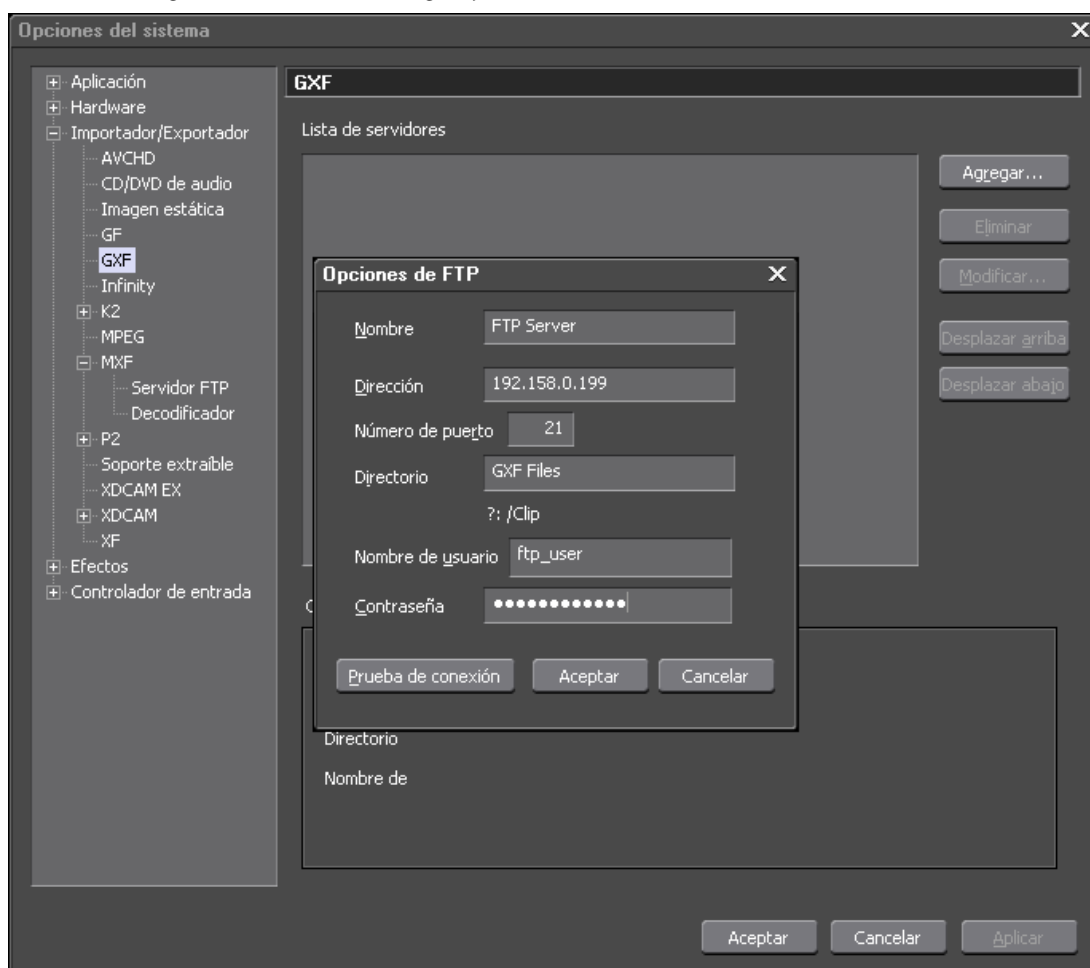 Opciones del sistema
Aplicación
Hardware
Importador/Exportador
AVCHD
CD/DVD de audio
Imagen estática
GF
GXF
Infinity
K2
MPEG
MXF
Servidor FTP
Decodificador
P2
Soporte extraíble
XDCAM EX
XDCAM
XF
Efectos
Controlador de entrada
GXF
Lista de servidores
Agregar...
Eliminar
Modificar...
Desplazar arriba
Desplazar abajo
Opciones de FTP
Nombre FTP Server
Dirección 192.158.0.199
Número de puerto 21
Directorio GXF Files
?: /Clip
Nombre de usuario ftp_user
Contraseña ••••••••••••
Prueba de conexión Aceptar Cancelar
Directorio
Nombre de
Aceptar Cancelar Aplicar